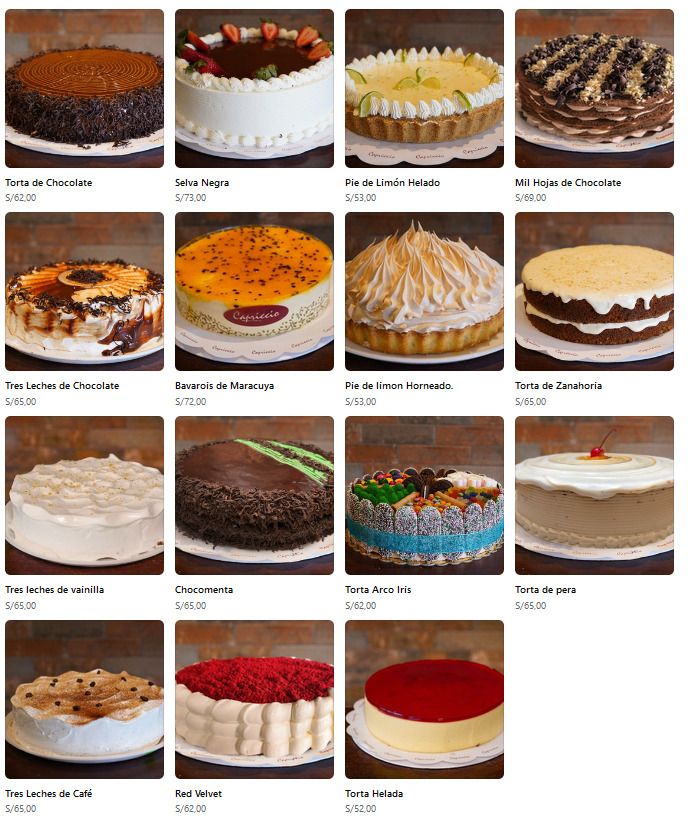 Torta de Chocolate
S/62,00
Selva Negra
S/73,00
Pie de Limón Helado
S/53,00
Mil Hojas de Chocolate
S/69,00
Capriccio
Tres Leches de Chocolate
S/65,00
Bavarois de Maracuya
S/72,00
Pie de limon Horneado.
S/53,00
Torta de Zanahoria
S/65,00
Tres leches de vainilla
S/65,00
Chocomenta
S/65,00
Torta Arco Iris
S/62,00
Torta de pera
S/65,00
Tres Leches de Café
S/65,00
Red Velvet
S/62,00
Torta Helada
S/52,00